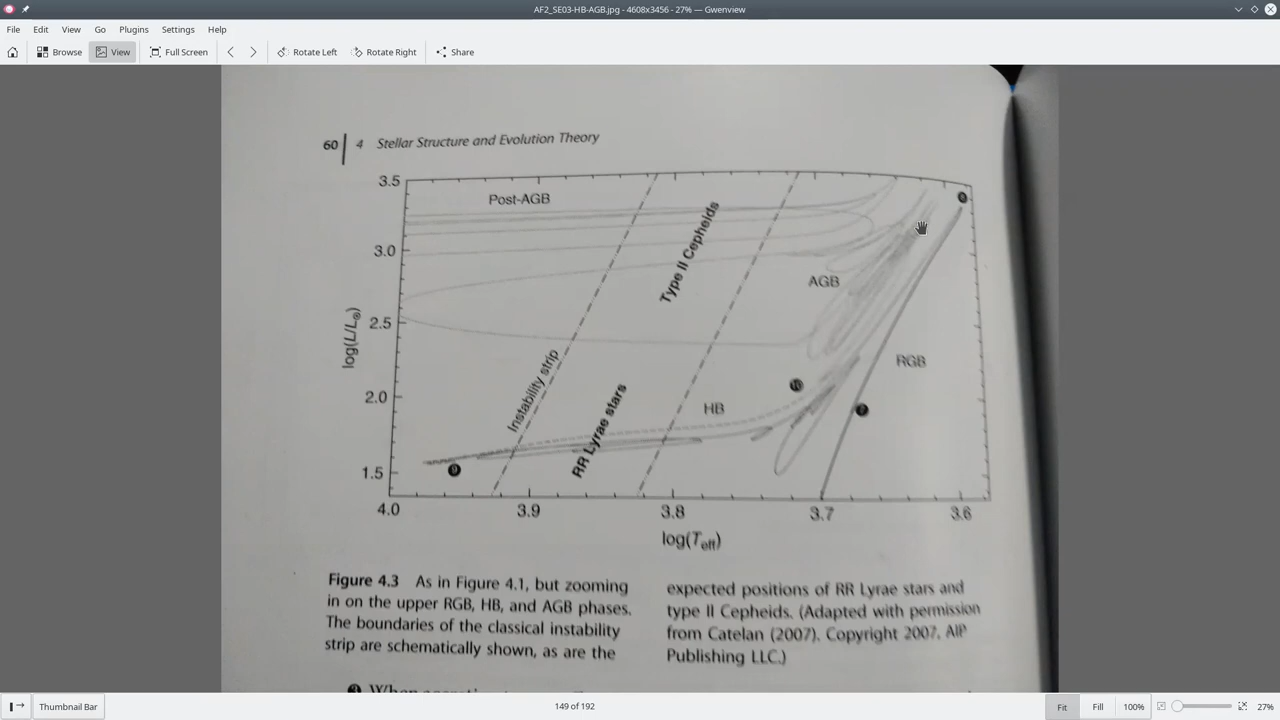 AF2_SE03-HB-AGB.jpg - 4608x3456 - 27% — Gwenview
File Edit View Go Plugins Settings Help
Browse View Full Screen Rotate Left Rotate Right Share
60 4 Stellar Structure and Evolution Theory
3.5
Post-AGB
5
3.0
Type II Cepheids
AGB
log(L/L⊙)
2.5
Instability strip
RGB
2.0
10
HB
7
RR Lyrae stars
1.5
9
4.0 3.9 3.8 3.7 3.6
log(Teff)
Figure 4.3 As in Figure 4.1, but zooming
in on the upper RGB, HB, and AGB phases.
The boundaries of the classical instability
strip are schematically shown, as are the
expected positions of RR Lyrae stars and
type II Cepheids. (Adapted with permission
from Catelan (2007). Copyright 2007, AIP
Publishing LLC.)
When
Thumbnail Bar 149 of 192 Fit Fill 100% 27%